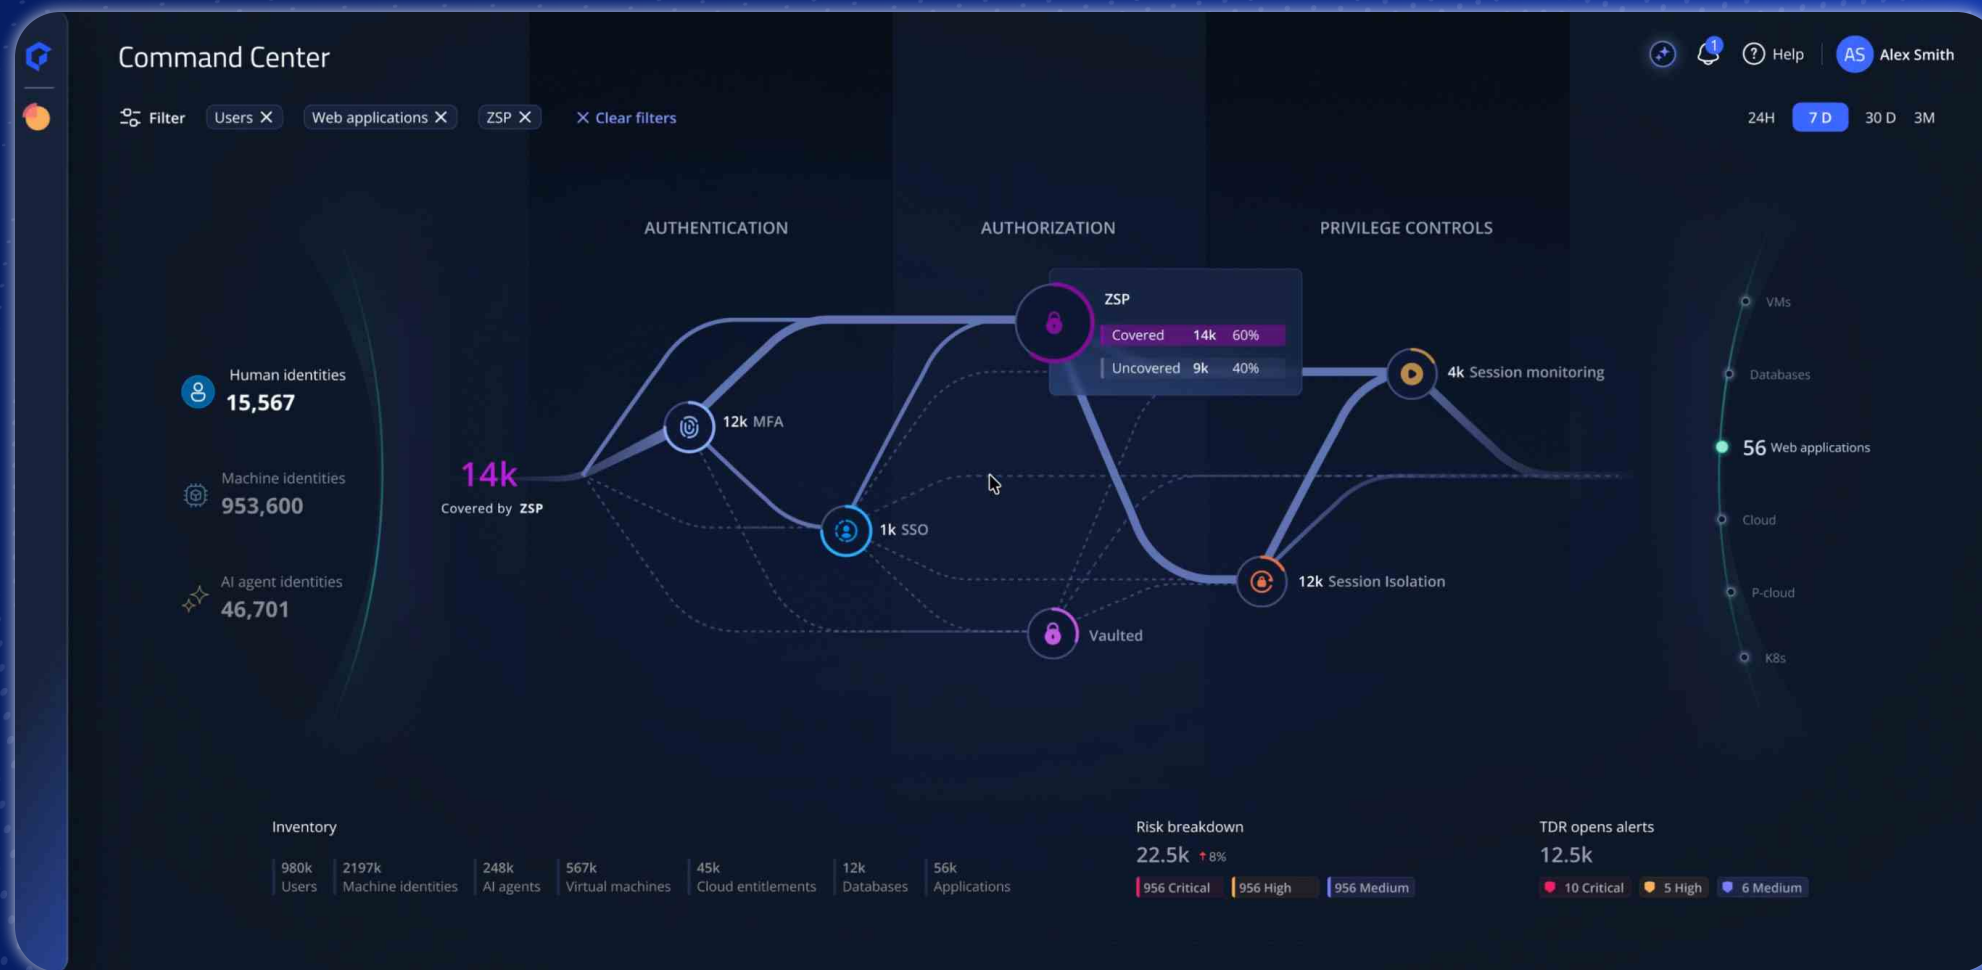 Command Center
1
Help
AS
Alex Smith
Filter
Users
Web applications
ZSP
Clear filters
24H
7 D
30 D
3M
AUTHENTICATION
AUTHORIZATION
PRIVILEGE CONTROLS
ZSP
Covered 14k 60%
Uncovered 9k 40%
Human identities
15,567
Machine identities
953,600
AI agent identities
46,701
14k
Covered by ZSP
12k MFA
1k SSO
Vaulted
4k Session monitoring
12k Session Isolation
VMs
Databases
56 Web applications
Cloud
P-cloud
K8s
Inventory
980k
Users
2197k
Machine identities
248k
AI agents
567k
Virtual machines
45k
Cloud entitlements
12k
Databases
56k
Applications
Risk breakdown
22.5k ↑ 8%
956 Critical
956 High
956 Medium
TDR opens alerts
12.5k
10 Critical
5 High
6 Medium